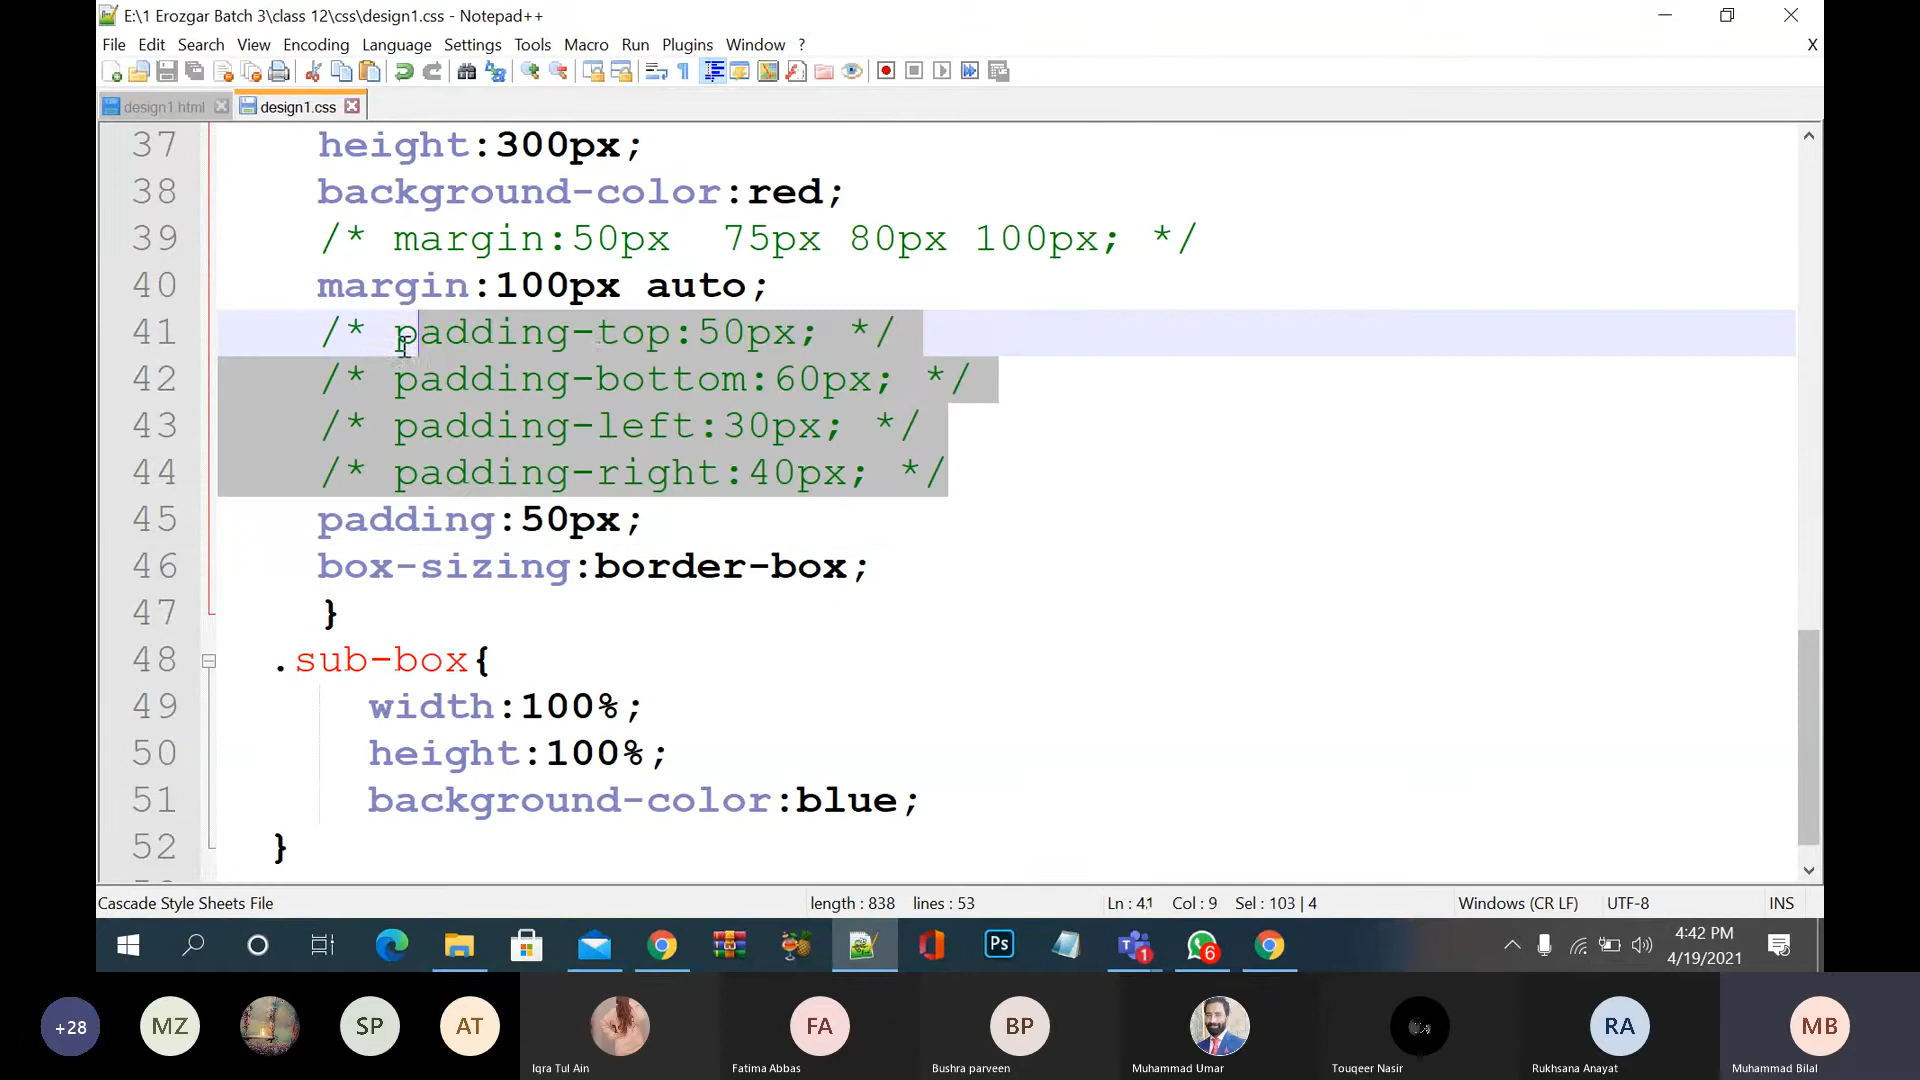 E:\1 Erozgar Batch 3\class 12\css\design1.css - Notepad++
File Edit Search View Encoding Language Settings Tools Macro Run Plugins Window ? X
design1.html design1.css
37 height:300px;
38 background-color:red;
39 /* margin:50px 75px 80px 100px; */
40 margin:100px auto;
41 /* padding-top:50px; */
42 /* padding-bottom:60px; */
43 /* padding-left:30px; */
44 /* padding-right:40px; */
45 padding:50px;
46 box-sizing:border-box;
47 }
48 .sub-box{
49 width:100%;
50 height:100%;
51 background-color:blue;
52 }
Cascade Style Sheets File length : 838 lines : 53 Ln : 41 Col : 9 Sel : 103 | 4 Windows (CR LF) UTF-8 INS
Ps 1 6 4:42 PM
4/19/2021
+28 MZ SP AT FA BP RA MB
Iqra Tul Ain Fatima Abbas Bushra parveen Muhammad Umar Touqeer Nasir Rukhsana Anayat Muhammad Bilal